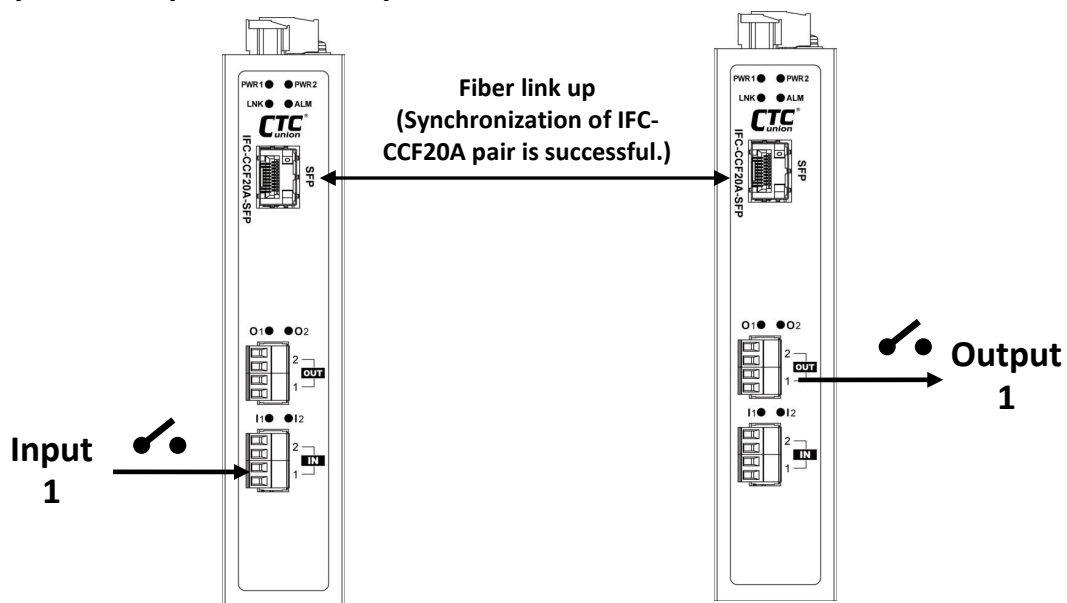 Fiber link up
(Synchronization of IFC-
CCF20A pair is successful.)
PWR1 PWR2
LNK ALM
CTC
union
IFC-CCF20A-SFP
SFP
O1 O2
2
OUT
1
I1 I2
2
IN
1
Input
1
PWR1 PWR2
LNK ALM
CTC
union
IFC-CCF20A-SFP
SFP
O1 O2
2
OUT
1
I1 I2
2
IN
1
Output
1